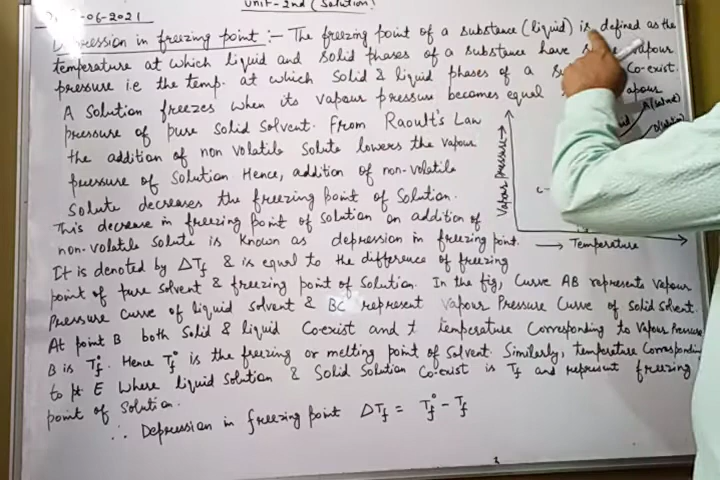 Unit-2nd (Solution)
-06-2021
Depression in freezing point :- The freezing point of a substance (liquid) is defined as the
temperature at which liquid and solid phases of a substance have vapour
pressure i.e the temp. at which Solid & liquid phases of a Co-exist.
A Solution freezes when its vapour pressure becomes equal vapour
pressure of pure Solid Solvent. From Raoult's Law
the addition of non volatile Solute lowers the vapour
pressure of Solution. Hence, addition of non-volatile
Solute decreases the freezing point of Solution.
This decrease in freezing point of solution on addition of
non-volatile Solute is known as depression in freezing point.
It is denoted by ΔTf & is equal to the difference of freezing
point of pure solvent & freezing point of Solution. In the fig, Curve AB represents vapour
Pressure curve of liquid solvent & BC represent Vapour Pressure Curve of Solid Solvent.
At point B both Solid & liquid Co-exist and t temperature Corresponding to Vapour Pressure
B is Tf°. Hence Tf° is the freezing or melting point of Solvent. Similarly, temperature Corresponding
to pt E Where liquid Solution & Solid Solution Co-exist is Tf and represent freezing
point of Solution.
∴ Depression in freezing point ΔTf = Tf° - Tf
Vapour Pressure →
→ Temperature
C